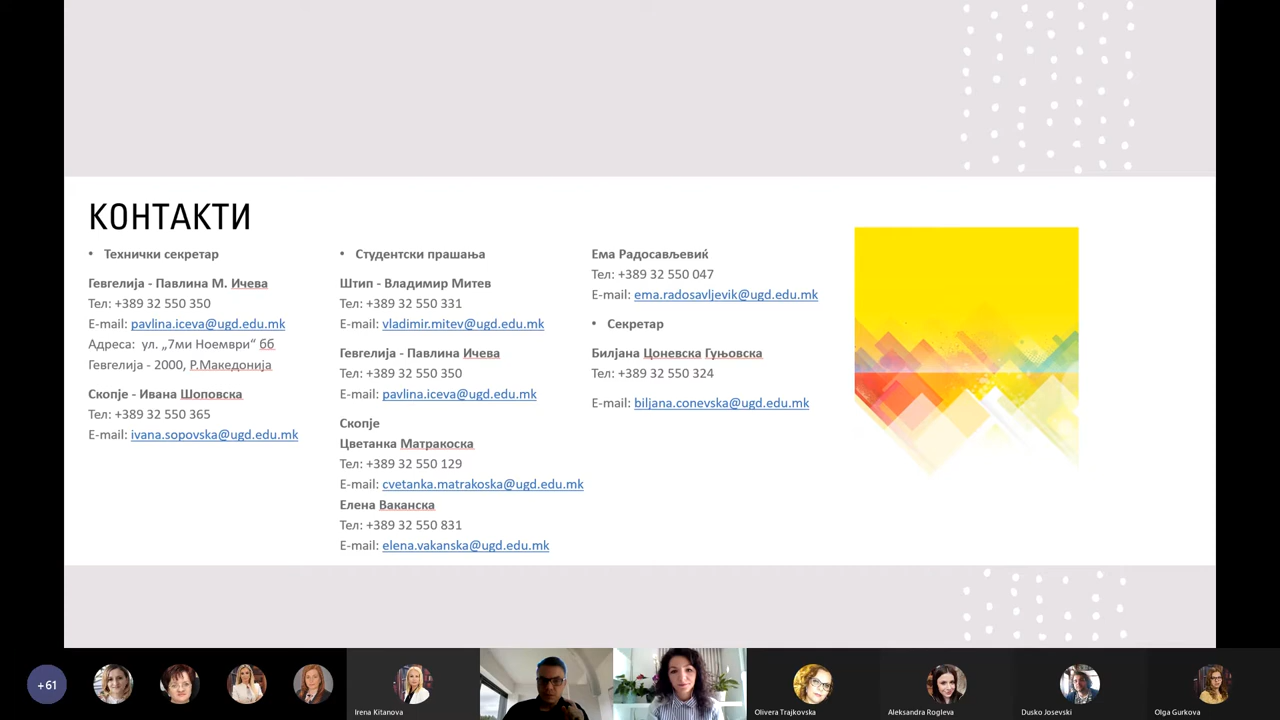 КОНТАКТИ
• Технички секретар
Гевгелија - Павлина М. Ичева
Тел: +389 32 550 350
E-mail: pavlina.iceva@ugd.edu.mk
Адреса: ул. „7ми Ноември“ бб
Гевгелија - 2000, Р.Македонија
Скопје - Ивана Шоповска
Тел: +389 32 550 365
E-mail: ivana.sopovska@ugd.edu.mk
• Студентски прашања
Штип - Владимир Митев
Тел: +389 32 550 331
E-mail: vladimir.mitev@ugd.edu.mk
Гевгелија - Павлина Ичева
Тел: +389 32 550 350
E-mail: pavlina.iceva@ugd.edu.mk
Скопје
Цветанка Матракоска
Тел: +389 32 550 129
E-mail: cvetanka.matrakoska@ugd.edu.mk
Елена Ваканска
Тел: +389 32 550 831
E-mail: elena.vakanska@ugd.edu.mk
Ема Радосављевиќ
Тел: +389 32 550 047
E-mail: ema.radosavljevik@ugd.edu.mk
• Секретар
Билјана Цоневска Гуњовска
Тел: +389 32 550 324
E-mail: biljana.conevska@ugd.edu.mk
+61
Irena Kitanova
Olivera Trajkovska
Aleksandra Rogleva
Dusko Josevski
Olga Gurkova